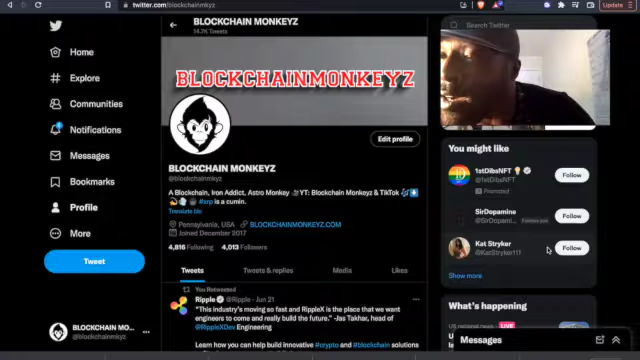 twitter.com/blockchainmkyz
Update
BLOCKCHAIN MONKEYZ
14.7K Tweets
Search Twitter
Home
Explore
Communities
Notifications
Messages
Bookmarks
Profile
More
Tweet
BLOCKCHAIN MO...
@blockchainmkyz
BLOCKCHAINMONKEYZ
Edit profile
BLOCKCHAIN MONKEYZ
@blockchainmkyz
A Blockchain, Iron Addict, Astro Monkey YT: Blockchain Monkeyz & TikTok
#xrp is a cumin.
Translate bio
Pennsylvania, USA BLOCKCHAINMONKEYZ.COM
Joined December 2017
4,816 Following 4,013 Followers
Tweets Tweets & replies Media Likes
You Retweeted
Ripple @Ripple · Jun 21
"This industry's moving so fast and RippleX is the place that we want
engineers to come and really build the future." -Jas Takhar, head of
@RippleXDev Engineering
Learn how you can help build innovative #crypto and #blockchain solutions
You might like
1stDibsNFT
@1stDibsNFT
Follow
Promoted
SirDopamine
@SirDopami... Follows you
Follow
Kat Stryker
@KatStryker111
Follow
Show more
What's happening
LIVE
Messages